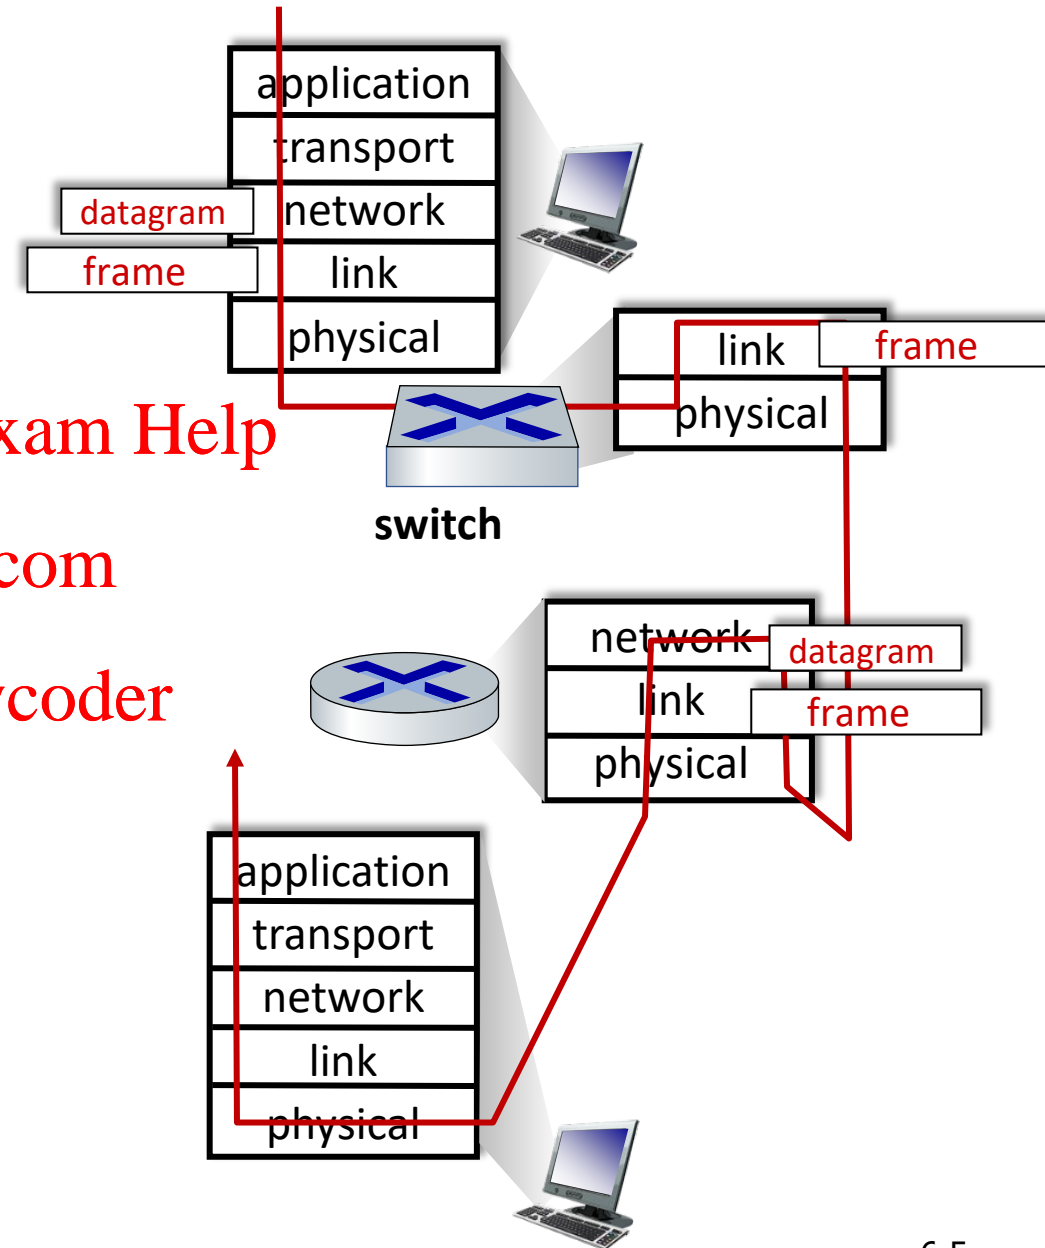 application
transport
datagram network
frame link
physical
link frame
physical
xam Help
switch
com
network datagram
link frame
physical
coder
application
transport
network
link
physical